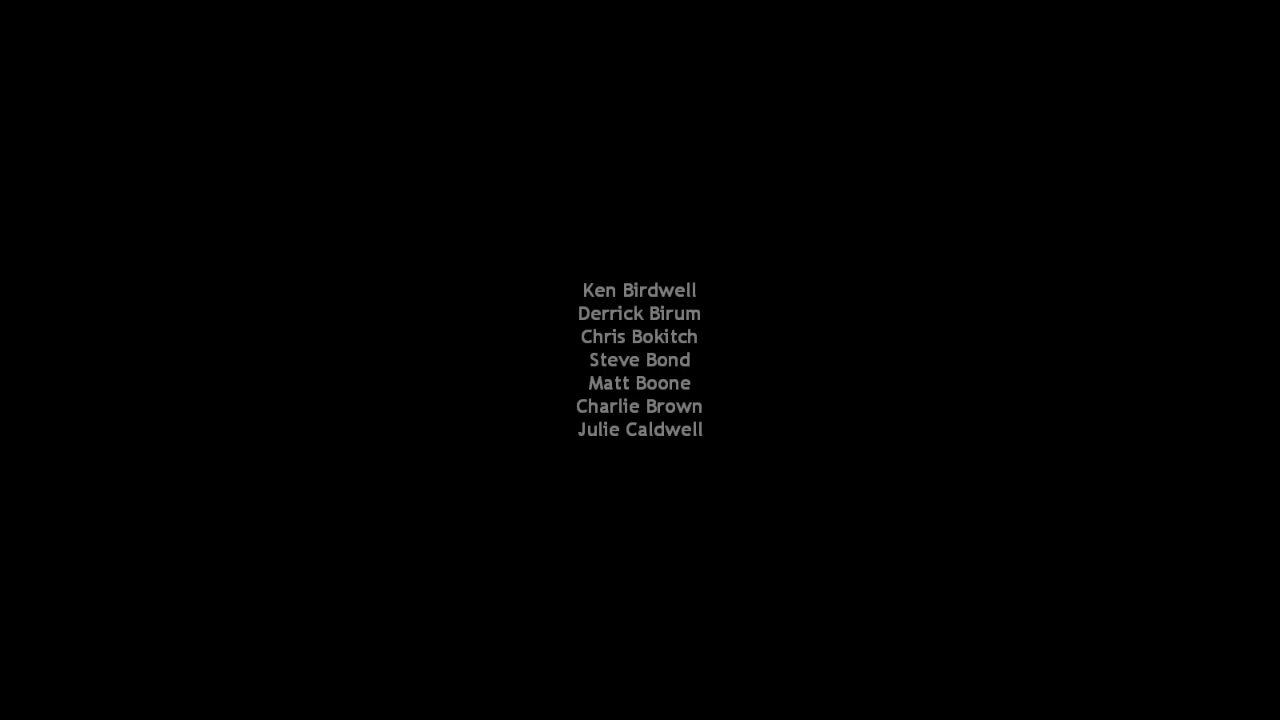 Ken Birdwell
Derrick Birum
Chris Bokitch
Steve Bond
Matt Boone
Charlie Brown
Julie Caldwell